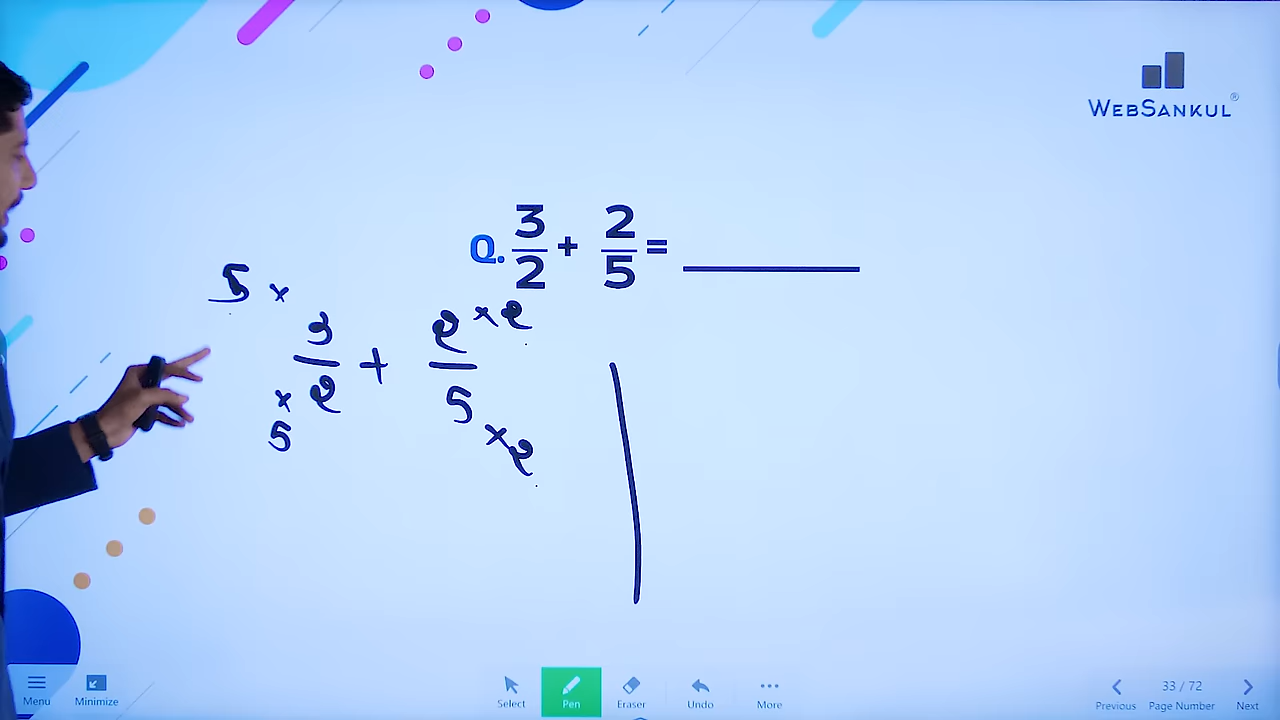 WEBSANKUL®
Q. 3/2 + 2/5 = ______
5 × 3 / 2 × 5 + 2 × 2 / 5 × 2
Menu
Minimize
Select
Pen
Eraser
Undo
More
Previous
33 / 72
Page Number
Next